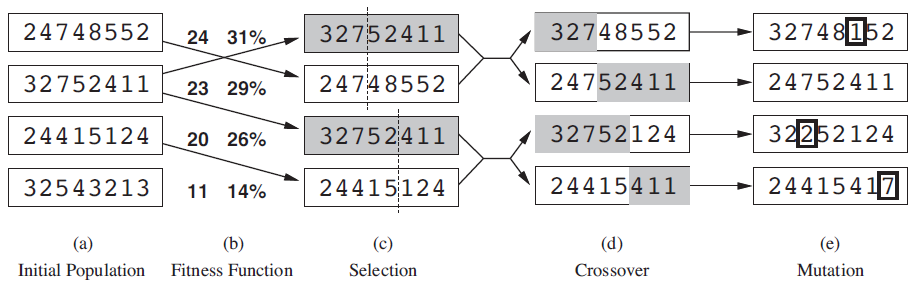 24748552 24 31% 32752411 32748552 32748152
32752411 23 29% 24748552 24752411 24752411
24415124 20 26% 32752411 32752124 32252124
32543213 11 14% 24415124 24415411 24415417
(a) (b) (c) (d) (e)
Initial Population Fitness Function Selection Crossover Mutation